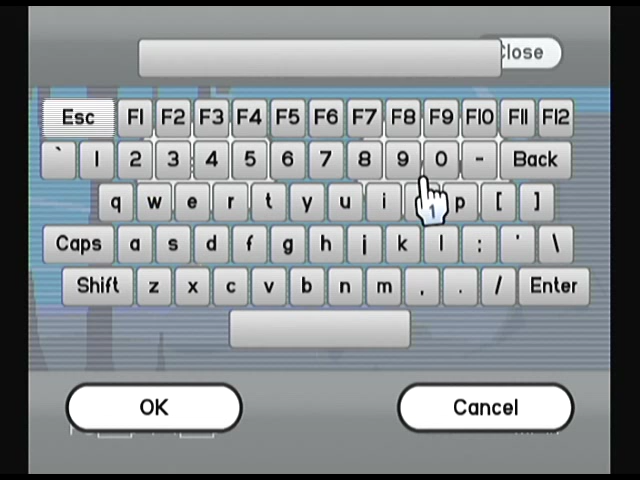 Close
Esc F1 F2 F3 F4 F5 F6 F7 F8 F9 F10 F11 F12
` 1 2 3 4 5 6 7 8 9 0 - Back
q w e r t y u i p [ ]
Caps a s d f g h j k l : ' \
Shift z x c v b n m , . / Enter
1
OK Cancel